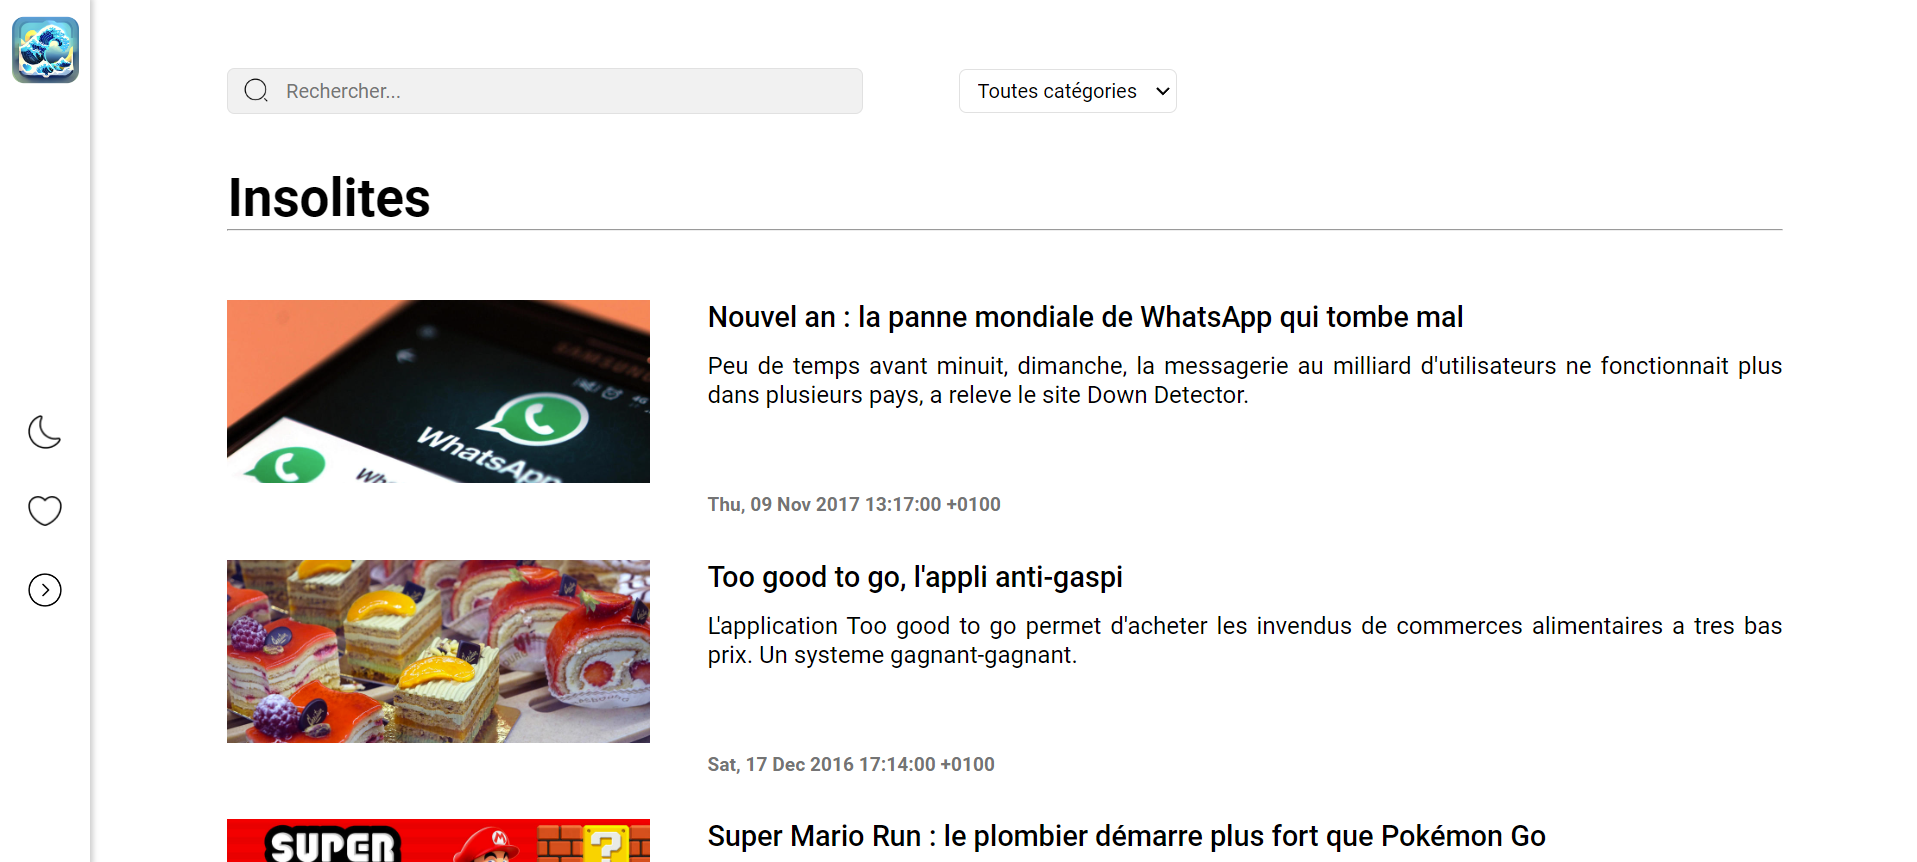 Rechercher...
Toutes catégories
Insolites
Nouvel an : la panne mondiale de WhatsApp qui tombe mal
Peu de temps avant minuit, dimanche, la messagerie au milliard d'utilisateurs ne fonctionnait plus
dans plusieurs pays, a releve le site Down Detector.
WhatsApp
Thu, 09 Nov 2017 13:17:00 +0100
Too good to go, l'appli anti-gaspi
L'application Too good to go permet d'acheter les invendus de commerces alimentaires a tres bas
prix. Un systeme gagnant-gagnant.
Sat, 17 Dec 2016 17:14:00 +0100
Super Mario Run : le plombier démarre plus fort que Pokémon Go
SUPER
M
?